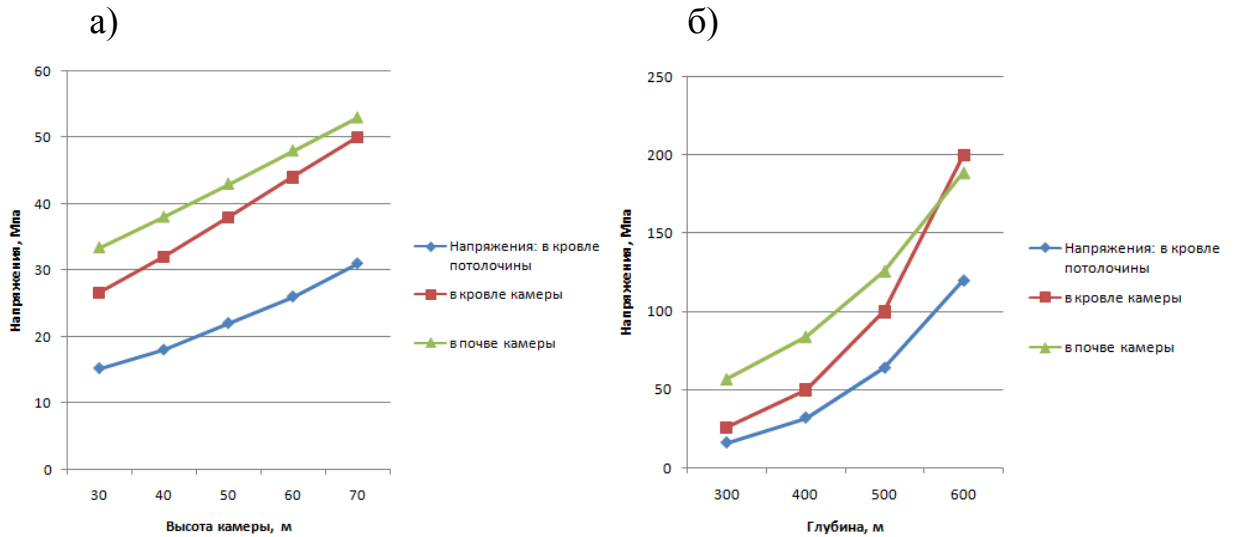 а)
б)
60
50
40
30
20
10
0
30 40 50 60 70
Высота камеры, м
Напряжения, Мпа
Напряжения: в кровле
потолочины
в кровле камеры
в почве камеры
250
200
150
100
50
0
300 400 500 600
Глубина, м
Напряжения, Мпа
Напряжения: в кровле
потолочины
в кровле камеры
в почве камеры